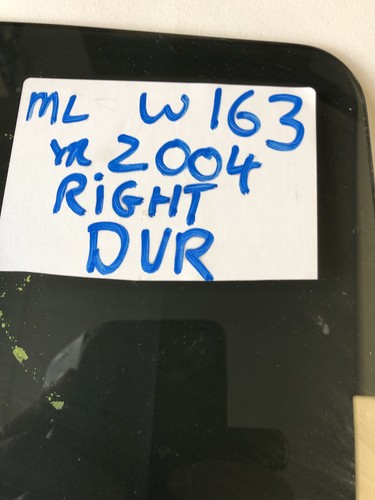 ML W163
YR 2004
RiGHT
DVR